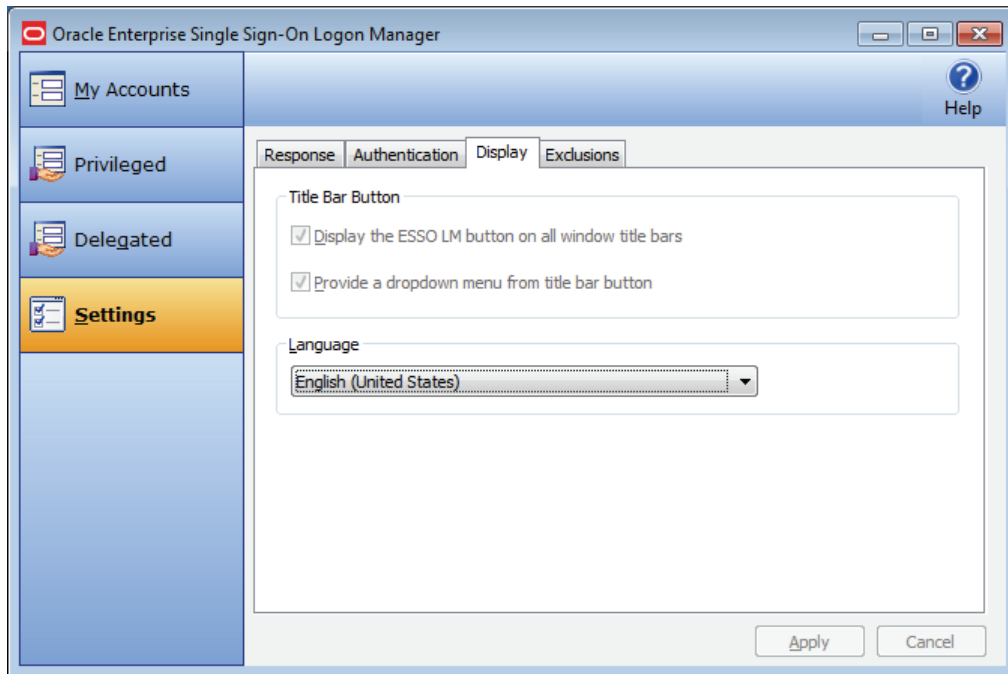 Oracle Enterprise Single Sign-On Logon Manager
My Accounts
Privileged
Delegated
Settings
Help
Response Authentication Display Exclusions
Title Bar Button
Display the ESSO LM button on all window title bars
Provide a dropdown menu from title bar button
Language
English (United States)
Apply Cancel